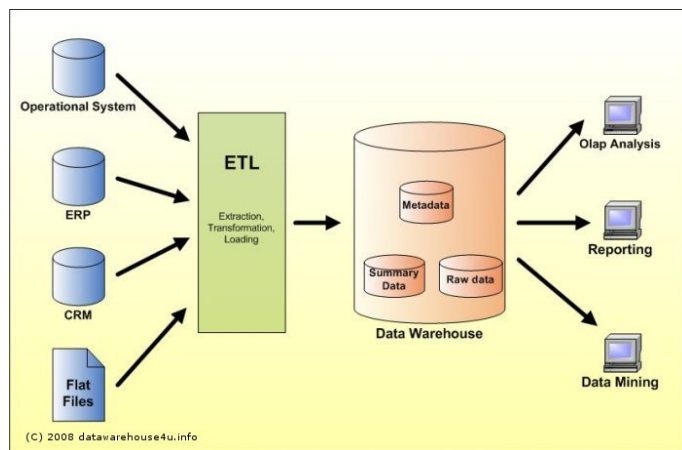 Operational System
ERP
CRM
Flat
Files
ETL
Extraction,
Transformation,
Loading
Metadata
Summary
Data
Raw data
Data Warehouse
Olap Analysis
Reporting
Data Mining
(C) 2008 datawarehouse4u.info